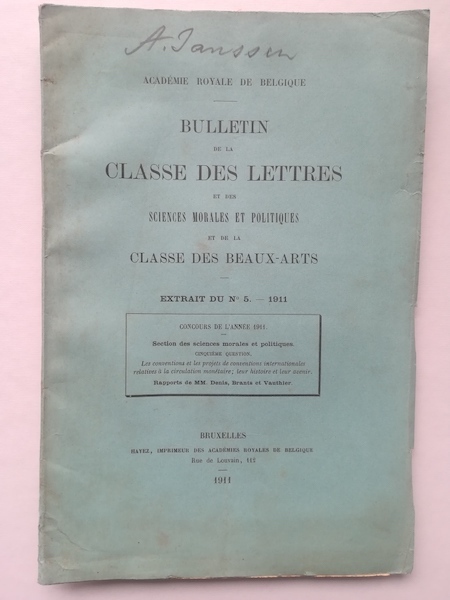 A. Janssen
ACADÉMIE ROYALE DE BELGIQUE
BULLETIN
DE LA
CLASSE DES LETTRES
ET DES
SCIENCES MORALES ET POLITIQUES
ET DE LA
CLASSE DES BEAUX-ARTS
EXTRAIT DU No 5. — 1911
CONCOURS DE L'ANNÉE 1911.
Section des sciences morales et politiques.
CINQUIÈME QUESTION.
Les conventions et les projets de conventions internationales
relatives à la circulation monétaire; leur histoire et leur avenir.
Rapports de MM. Denis, Brants et Vauthier.
BRUXELLES
HAYEZ, IMPRIMEUR DES ACADÉMIES ROYALES DE BELGIQUE
Rue de Louvain, 112
1911